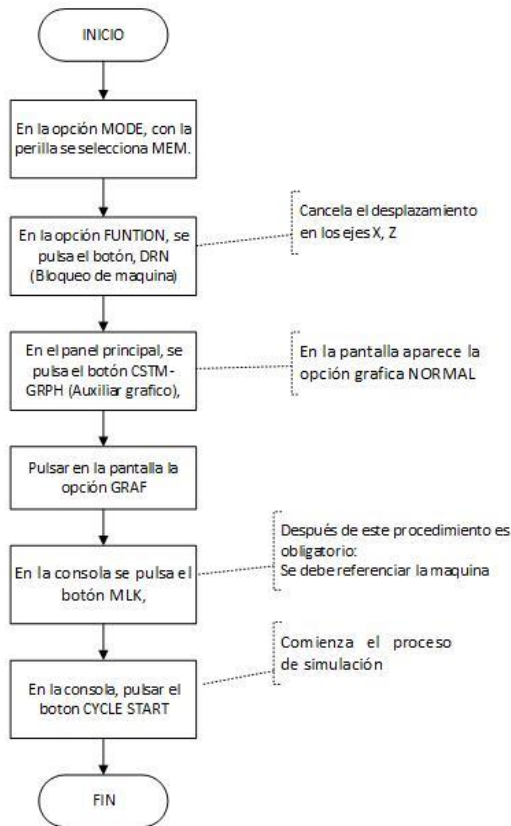 INICIO
En la opción MODE, con la
perilla se selecciona MEM.
En la opción FUNTION, se
pulsa el botón, DRN
(Bloqueo de maquina)
Cancela el desplazamiento
en los ejes X, Z
En el panel principal, se
pulsa el botón CSTM-
GRPH (Auxiliar grafico),
En la pantalla aparece la
opción grafica NORMAL
Pulsar en la pantalla la
opción GRAF
En la consola se pulsa el
botón MLK,
Después de este procedimiento es
obligatorio:
Se debe referenciar la maquina
En la consola, pulsar el
boton CYCLE START
Comienza el proceso
de simulación
FIN